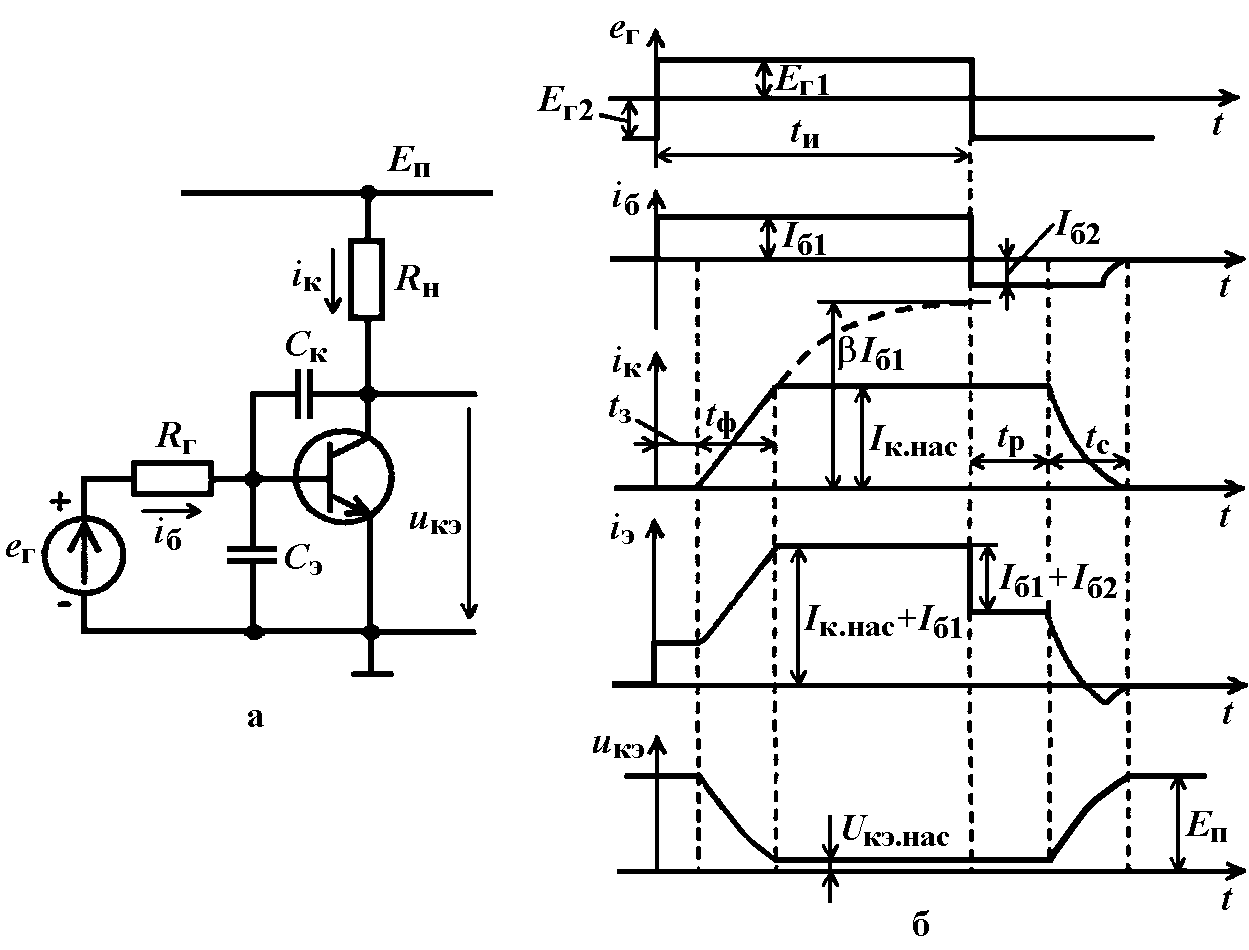 Eп
iк
Rн
Cк
Rг
iб
+
eг
-
Cэ
uкэ
а
eг
Eг1
Eг2
tи
t
iб
Iб1
Iб2
t
iк
βIб1
tз
tф
Iк.нас
tр
tс
t
iэ
Iк.нас+Iб1
Iб1+Iб2
t
uкэ
Uкэ.нас
Eп
t
б